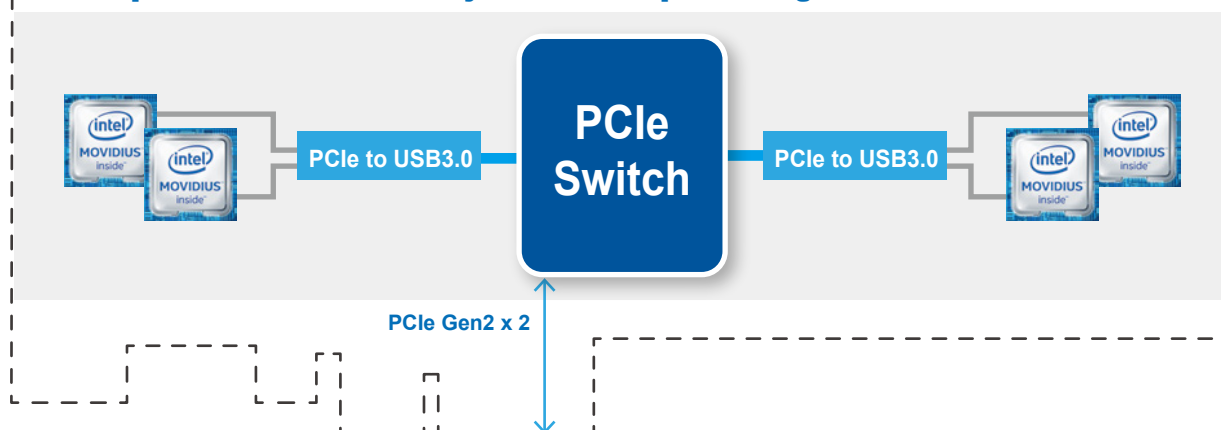 intel
MOVIDIUS
inside
intel
MOVIDIUS
inside
PCIe to USB3.0
PCIe
Switch
PCIe to USB3.0
intel
MOVIDIUS
inside
intel
MOVIDIUS
inside
PCIe Gen2 x 2